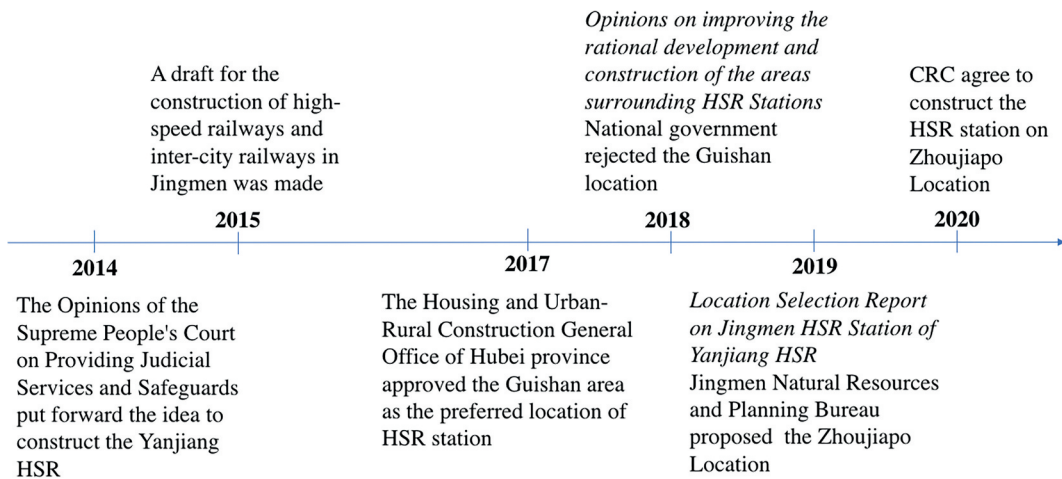 Opinions on improving the
rational development and
construction of the areas
surrounding HSR Stations
National government
rejected the Guishan
location
A draft for the
construction of high-
speed railways and
inter-city railways in
Jingmen was made
CRC agree to
construct the
HSR station on
Zhoujiapo
Location
2015
2018
2020
2014
2017
2019
The Opinions of the
Supreme People's Court
on Providing Judicial
Services and Safeguards
put forward the idea to
construct the Yanjiang
HSR
The Housing and Urban-
Rural Construction General
Office of Hubei province
approved the Guishan area
as the preferred location of
HSR station
Location Selection Report
on Jingmen HSR Station of
Yanjiang HSR
Jingmen Natural Resources
and Planning Bureau
proposed the Zhoujiapo
Location